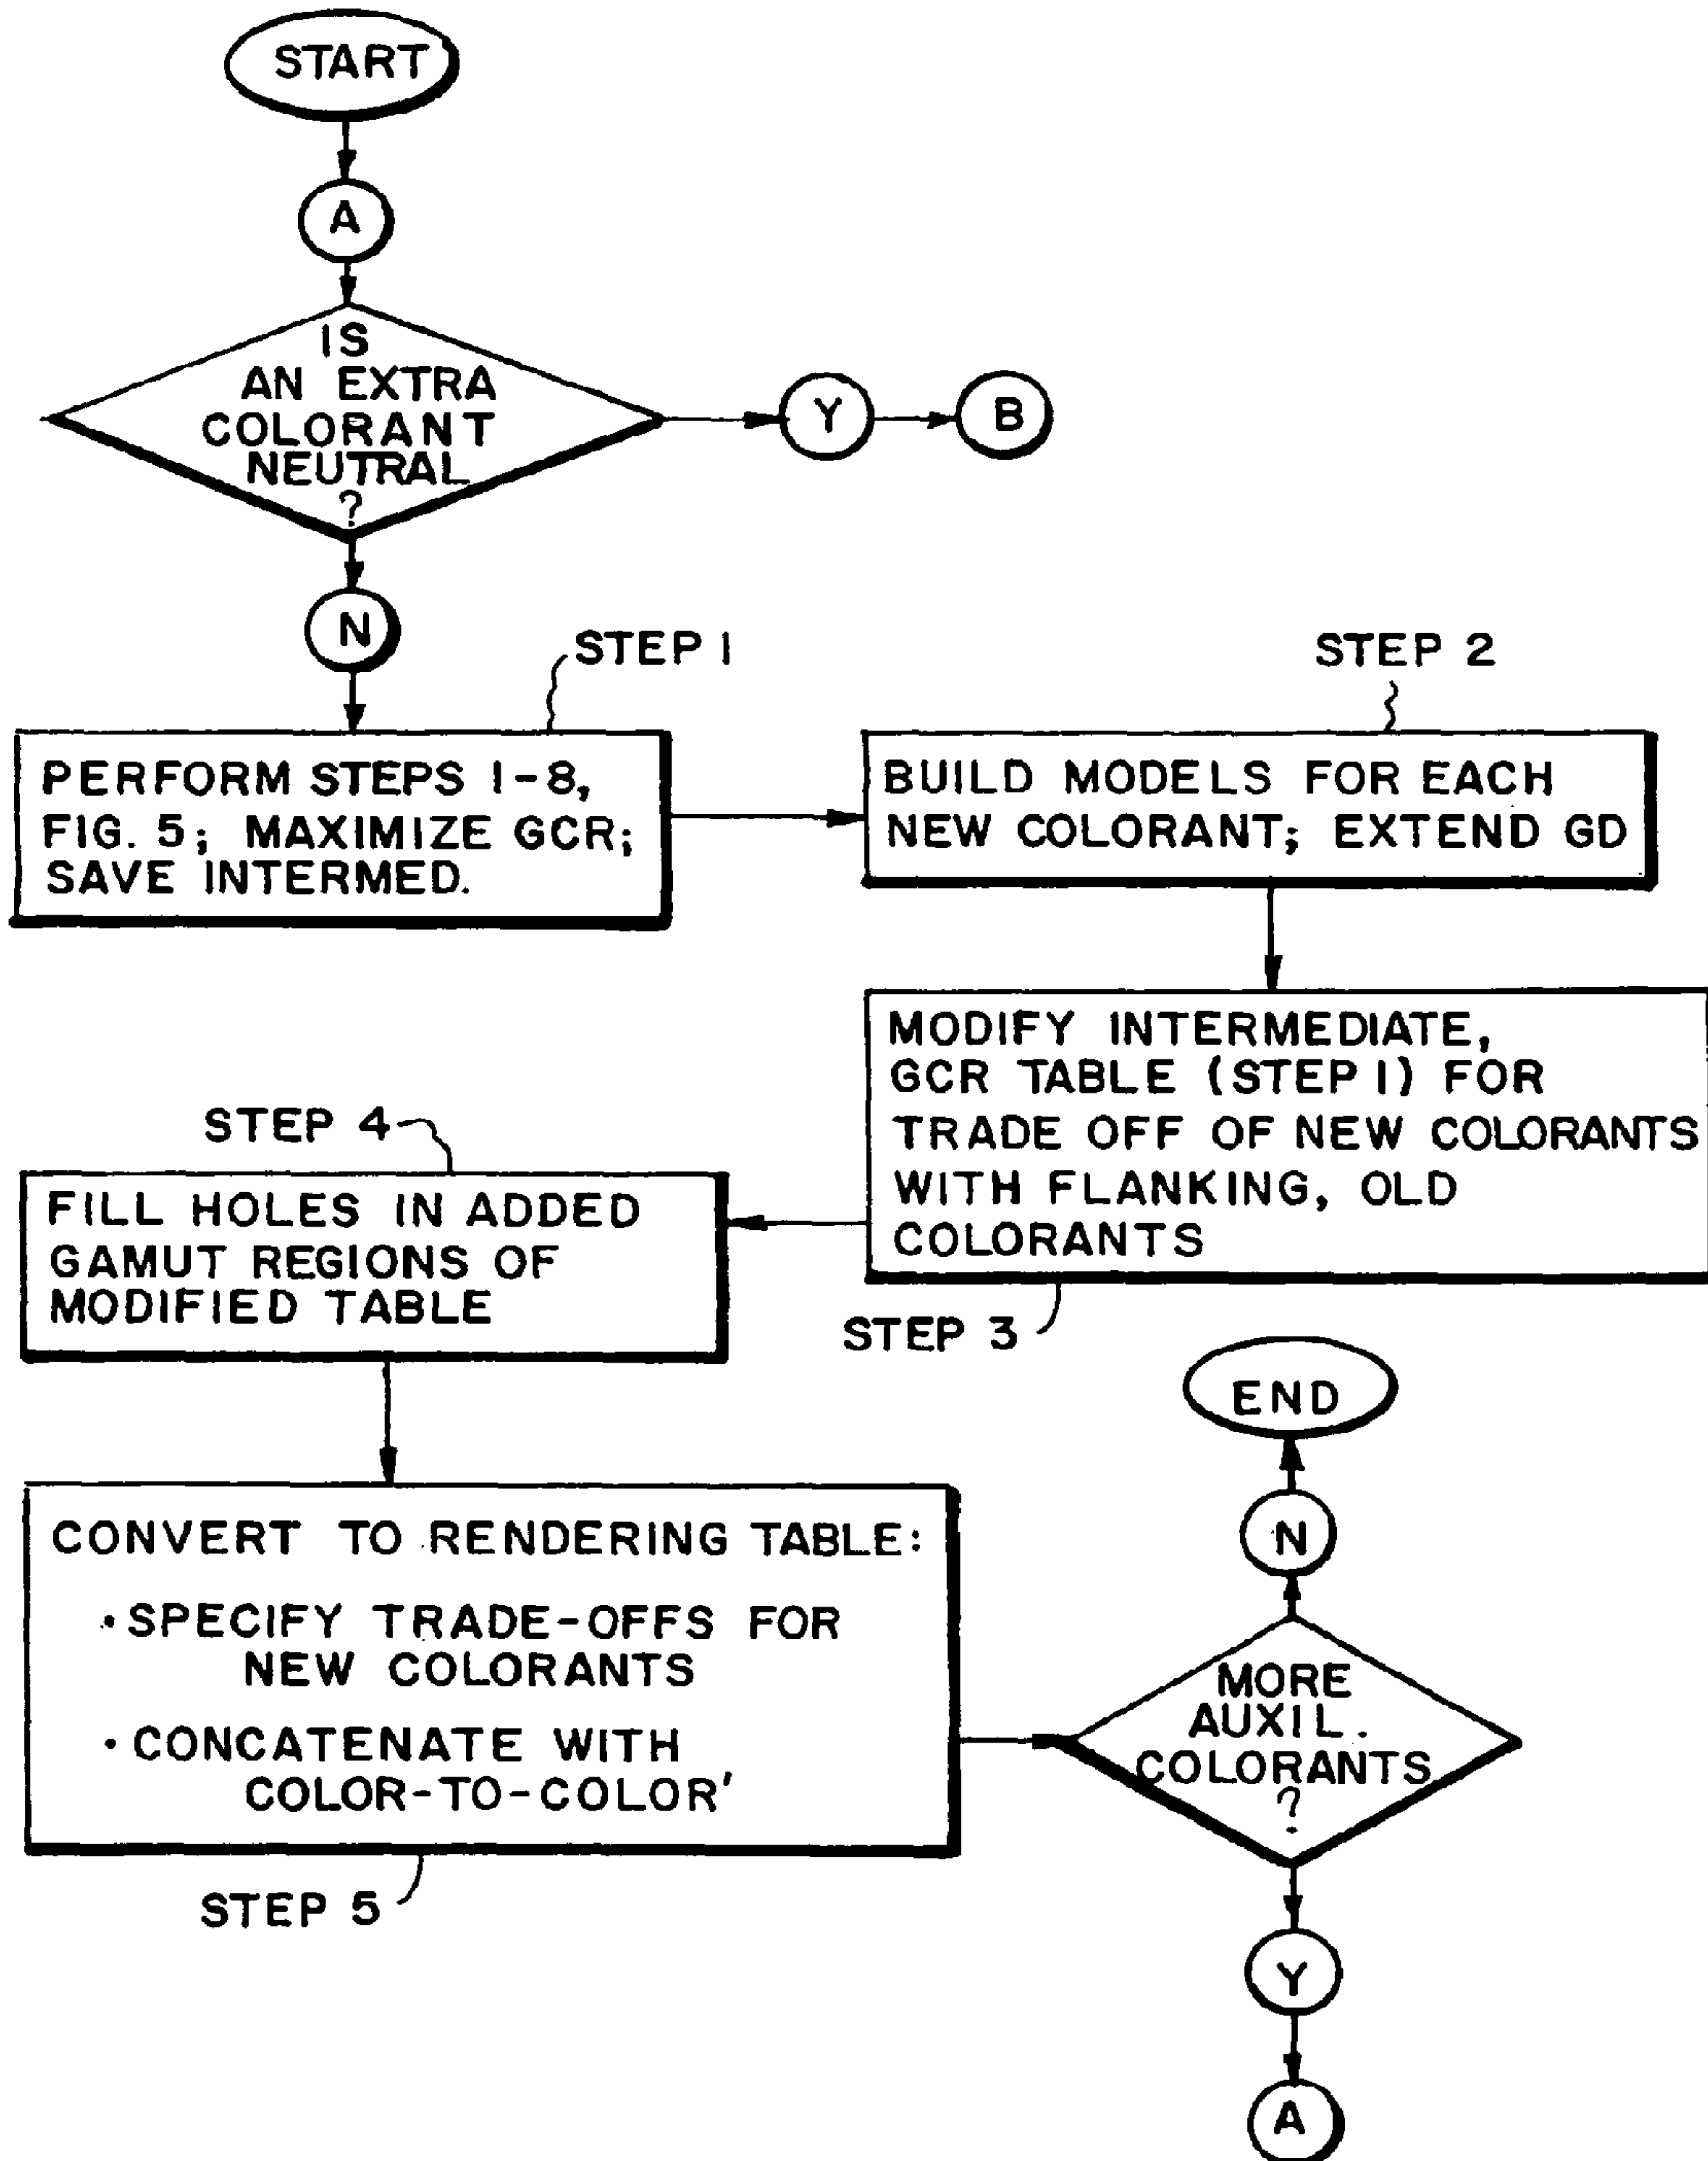 START
A
IS
AN EXTRA
COLORANT
NEUTRAL
?
Y
B
N
STEP 1
PERFORM STEPS 1-8,
FIG. 5; MAXIMIZE GCR;
SAVE INTERMED.
STEP 2
BUILD MODELS FOR EACH
NEW COLORANT; EXTEND GD
MODIFY INTERMEDIATE,
GCR TABLE (STEP 1) FOR
TRADE OFF OF NEW COLORANTS
WITH FLANKING, OLD
COLORANTS
STEP 3
STEP 4
FILL HOLES IN ADDED
GAMUT REGIONS OF
MODIFIED TABLE
CONVERT TO RENDERING TABLE:
• SPECIFY TRADE-OFFS FOR
NEW COLORANTS
• CONCATENATE WITH
COLOR-TO-COLOR'
STEP 5
END
N
MORE
AUXIL.
COLORANTS
?
Y
A